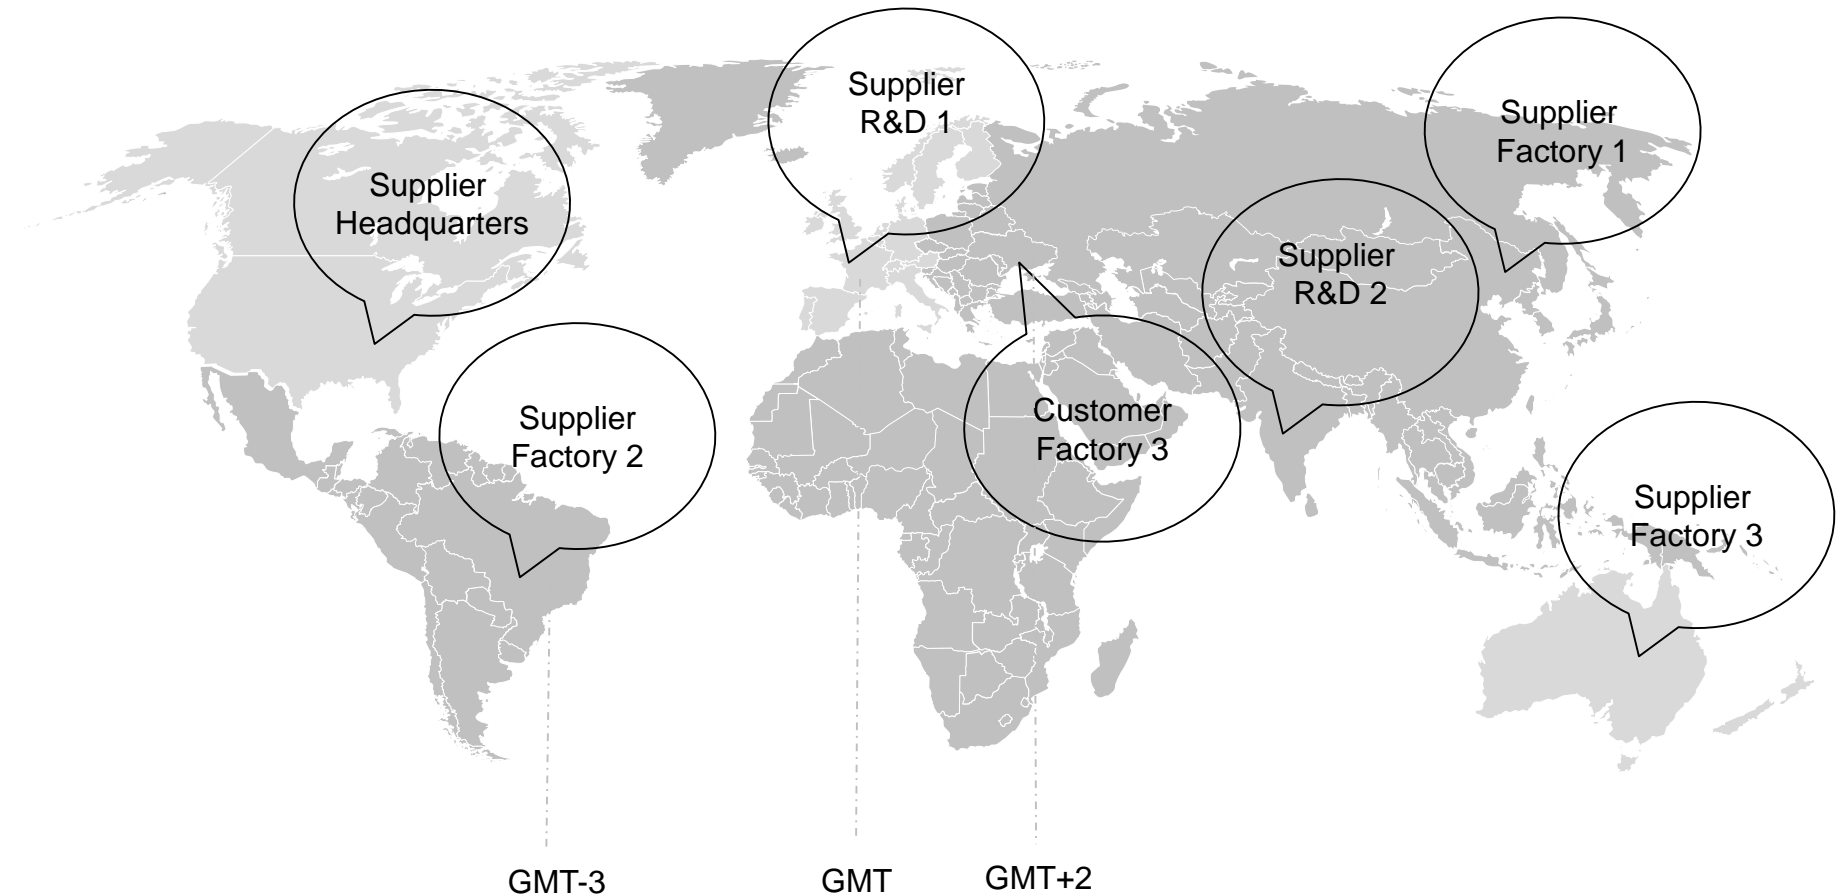 Supplier
R&D 1
Supplier
Factory 1
Supplier
Headquarters
Supplier
R&D 2
Supplier
Factory 2
Customer
Factory 3
Supplier
Factory 3
GMT-3
GMT
GMT+2